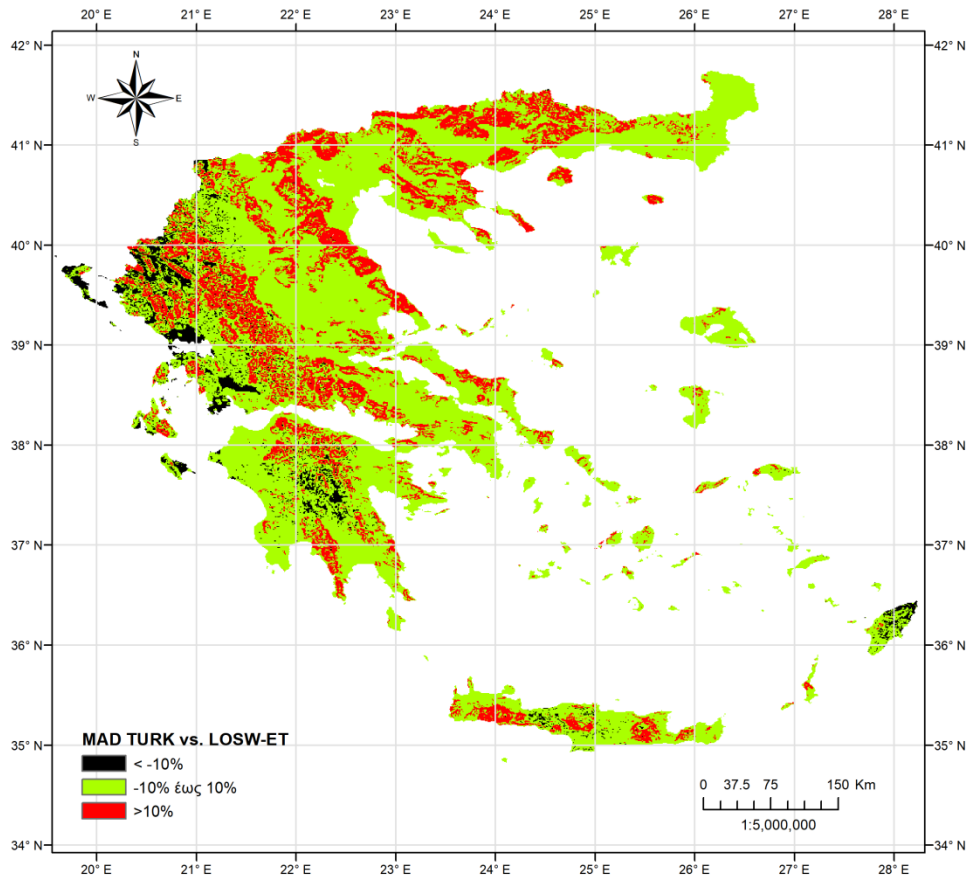 20° E 21° E 22° E 23° E 24° E 25° E 26° E 27° E 28° E
42° N 42° N
N
W E
S
41° N 41° N
40° N 40° N
39° N 39° N
38° N 38° N
37° N 37° N
36° N 36° N
35° N 35° N
MAD TURK vs. LOSW-ET
< -10%
-10% έως 10%
>10%
0 37.5 75 150 Km
1:5,000,000
34° N 34° N
20° E 21° E 22° E 23° E 24° E 25° E 26° E 27° E 28° E